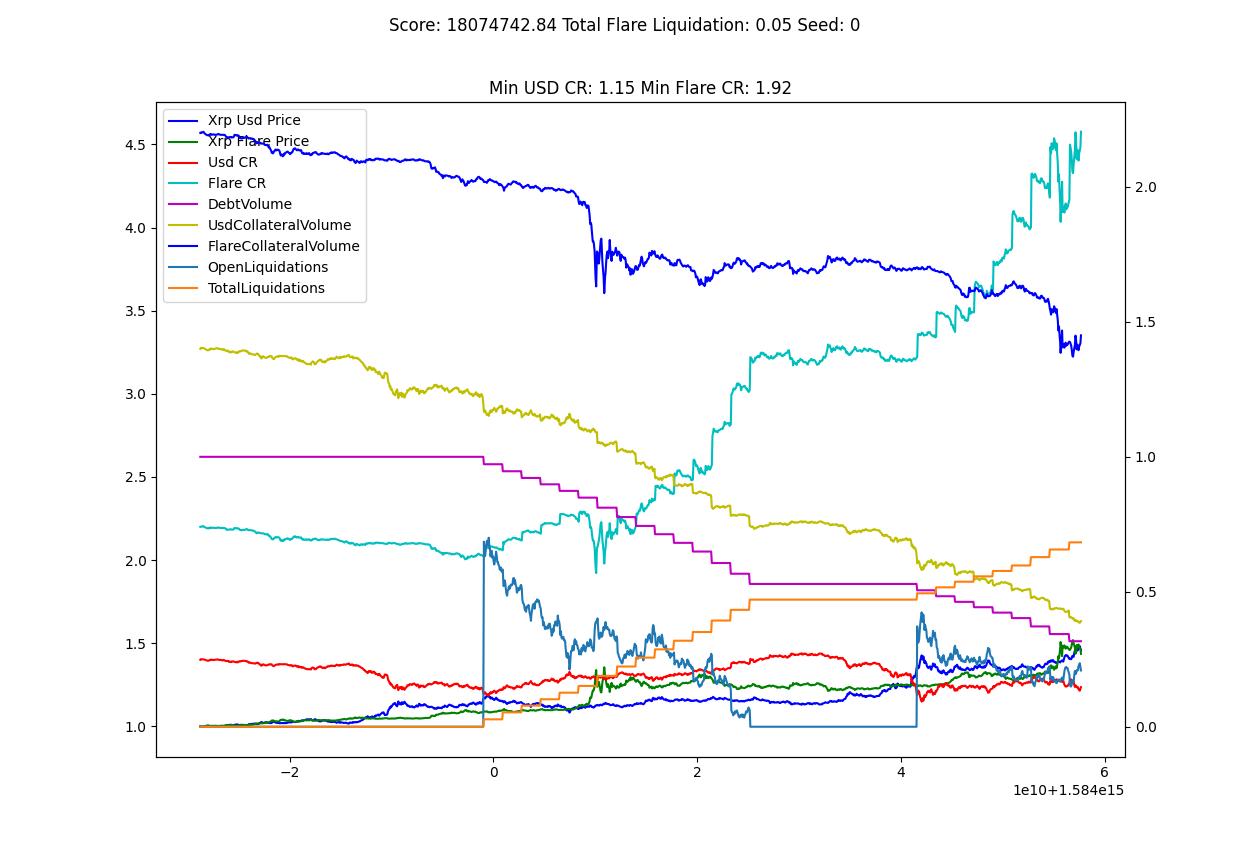 Score: 18074742.84 Total Flare Liquidation: 0.05 Seed: 0
Min USD CR: 1.15 Min Flare CR: 1.92
Xrp Usd Price
Xrp Flare Price
Usd CR
Flare CR
DebtVolume
UsdCollateralVolume
FlareCollateralVolume
OpenLiquidations
TotalLiquidations
4.5
4.0
3.5
3.0
2.5
2.0
1.5
1.0
2.0
1.5
1.0
0.5
0.0
−2
0
2
4
6
1e10+1.584e15